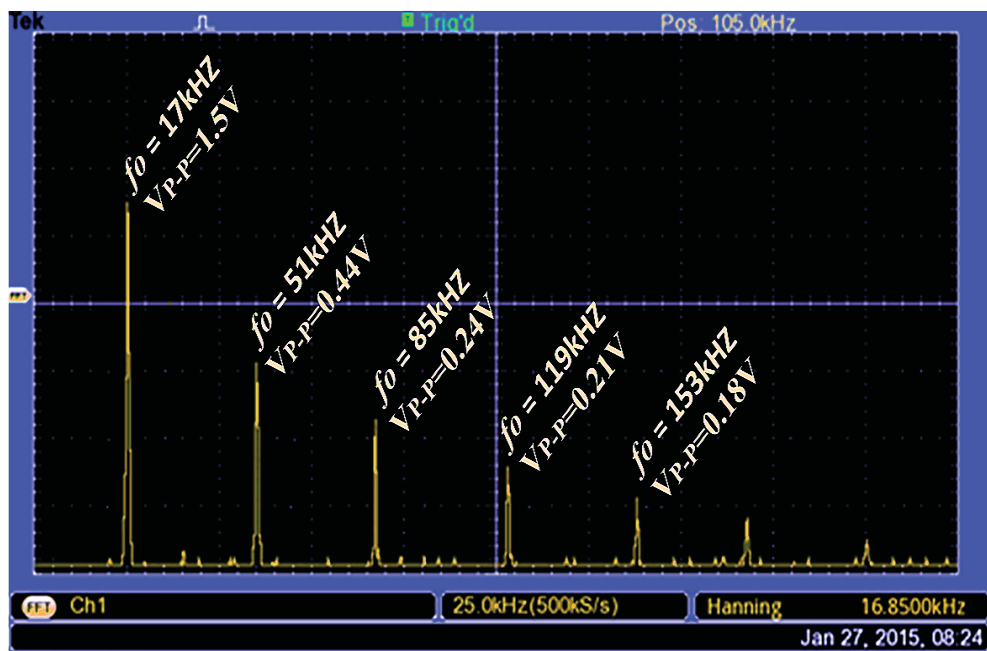 Tek
Trig'd
Pos: 105.0kHz
fo = 17kHZ
VP-P=1.5V
fo = 51kHZ
VP-P=0.44V
fo = 85kHZ
VP-P=0.24V
fo = 119kHZ
VP-P=0.21V
fo = 153kHZ
VP-P=0.18V
FFT
FFT Ch1
25.0kHz(500kS/s)
Hanning
16.8500kHz
Jan 27, 2015, 08:24